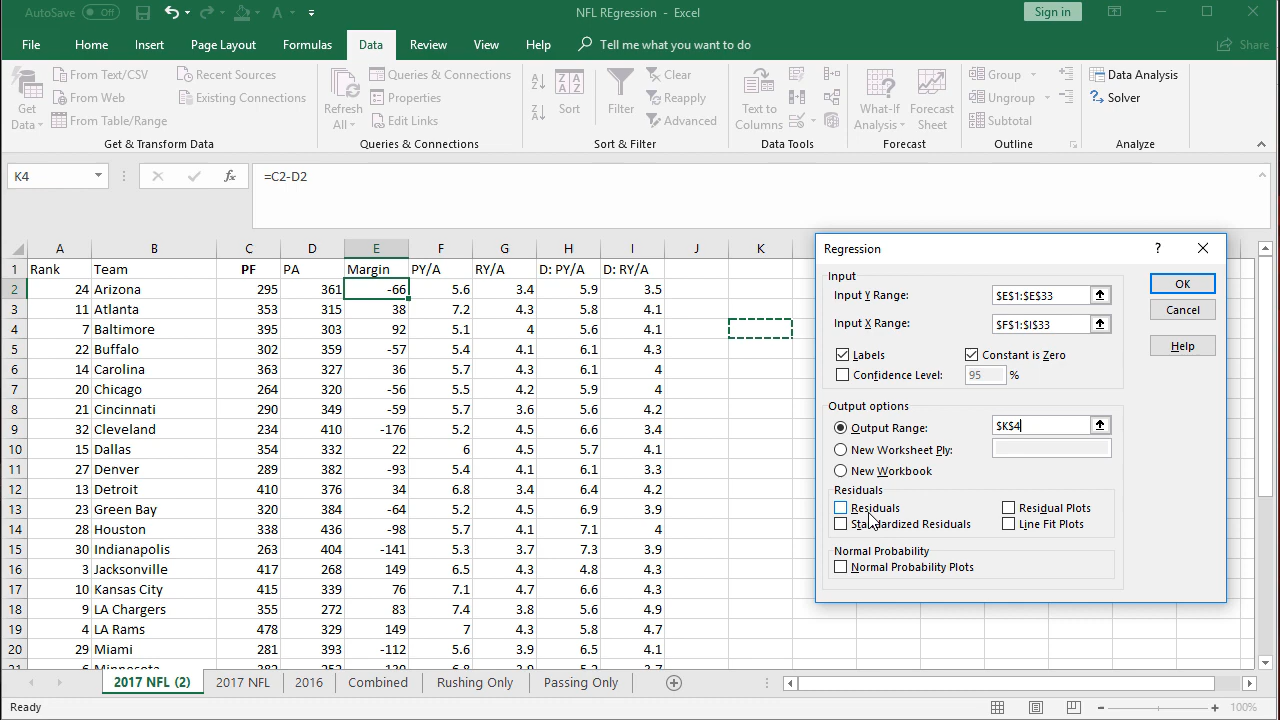 AutoSave Off NFL REgression - Excel Sign in
File Home Insert Page Layout Formulas Data Review View Help Tell me what you want to do Share
Get Data From Text/CSV From Web From Table/Range Recent Sources Existing Connections
Get & Transform Data
Refresh All Queries & Connections Properties Edit Links
Queries & Connections
Sort Filter Clear Reapply Advanced
Sort & Filter
Text to Columns
Data Tools
What-If Analysis Forecast Sheet
Forecast
Group Ungroup Subtotal
Outline
Data Analysis Solver
Analyze
K4 fx =C2-D2
A B C D E F G H I J K
1 Rank Team PF PA Margin PY/A RY/A D: PY/A D: RY/A
2 24 Arizona 295 361 -66 5.6 3.4 5.9 3.5
3 11 Atlanta 353 315 38 7.2 4.3 5.8 4.1
4 7 Baltimore 395 303 92 5.1 4 5.6 4.1
5 22 Buffalo 302 359 -57 5.4 4.1 6.1 4.3
6 14 Carolina 363 327 36 5.7 4.3 6.1 4
7 20 Chicago 264 320 -56 5.5 4.2 5.9 4
8 21 Cincinnati 290 349 -59 5.7 3.6 5.6 4.2
9 32 Cleveland 234 410 -176 5.2 4.5 6.6 3.4
10 15 Dallas 354 332 22 6 4.5 5.7 4.3
11 27 Denver 289 382 -93 5.4 4.1 6.1 3.3
12 13 Detroit 410 376 34 6.8 3.4 6.4 4.2
13 23 Green Bay 320 384 -64 5.2 4.5 6.9 3.9
14 28 Houston 338 436 -98 5.7 4.1 7.1 4
15 30 Indianapolis 263 404 -141 5.3 3.7 7.3 3.9
16 3 Jacksonville 417 268 149 6.5 4.3 4.8 4.3
17 10 Kansas City 415 339 76 7.1 4.7 6.6 4.3
18 9 LA Chargers 355 272 83 7.4 3.8 5.6 4.9
19 4 LA Rams 478 329 149 7 4.3 5.8 4.7
20 29 Miami 281 393 -112 5.6 3.9 6.5 4.1
21 Minnesota
Regression ?
Input
Input Y Range: $E$1:$E$33
Input X Range: $F$1:$I$33
Labels Constant is Zero
Confidence Level: 95 %
OK
Cancel
Help
Output options
Output Range: $K$4
New Worksheet Ply:
New Workbook
Residuals
Residuals Residual Plots
Standardized Residuals Line Fit Plots
Normal Probability
Normal Probability Plots
2017 NFL (2) 2017 NFL 2016 Combined Rushing Only Passing Only
Ready 100%